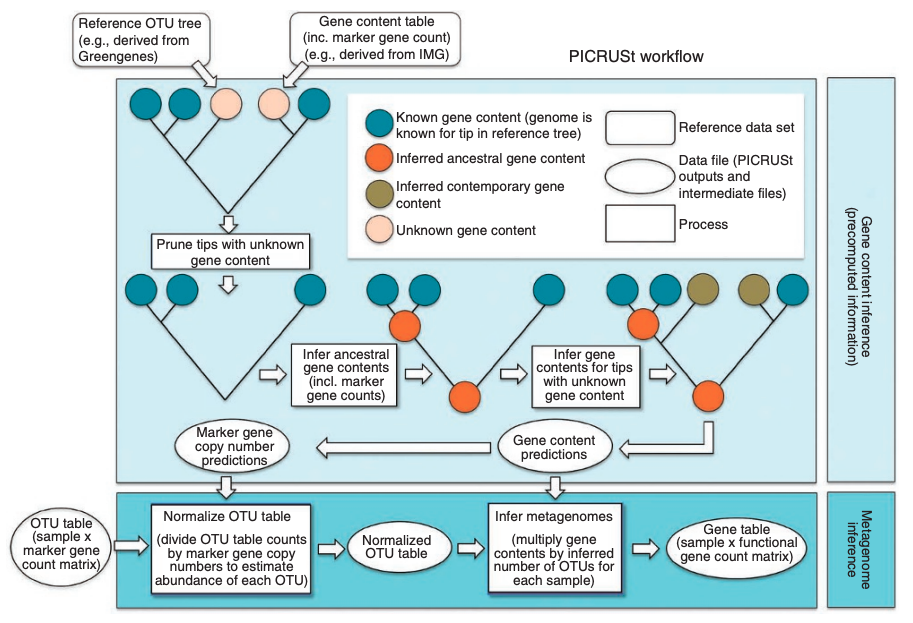 Reference OTU tree
(e.g., derived from
Greengenes)
Gene content table
(inc. marker gene count)
(e.g., derived from IMG)
PICRUSt workflow
Known gene content (genome is
known for tip in reference tree)
Inferred ancestral gene content
Inferred contemporary gene
content
Unknown gene content
Reference data set
Data file (PICRUSt
outputs and
intermediate files)
Process
Prune tips with unknown
gene content
Infer ancestral
gene contents
(incl. marker
gene counts)
Infer gene
contents for tips
with unknown
gene content
Marker gene
copy number
predictions
Gene content
predictions
Gene content inference
(precomputed information)
OTU table
(sample x
marker gene
count matrix)
Normalize OTU table
(divide OTU table counts
by marker gene copy
numbers to estimate
abundance of each OTU)
Normalized
OTU table
Infer metagenomes
(multiply gene
contents by inferred
number of OTUs for
each sample)
Gene table
(sample x functional
gene count matrix)
Metagenome
inference